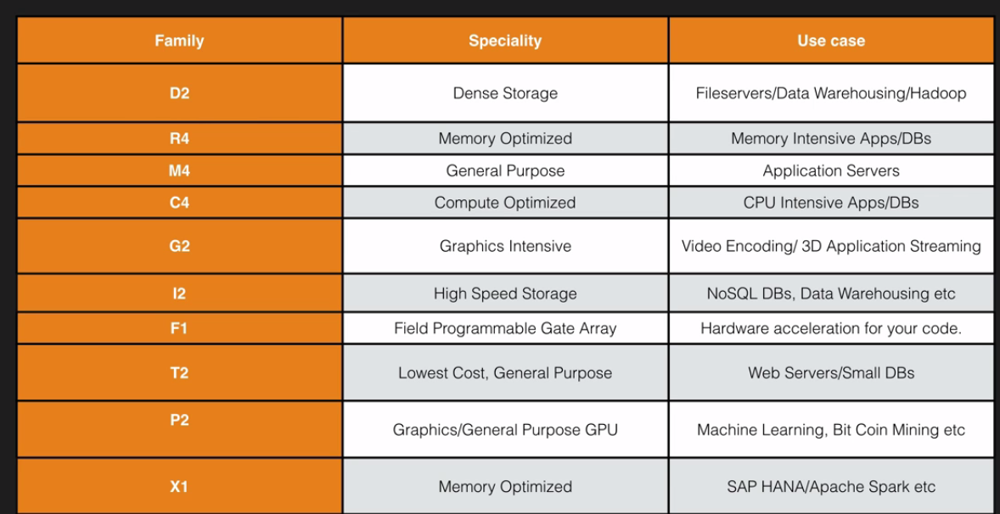 Family Speciality Use case
D2 Dense Storage Fileservers/Data Warehousing/Hadoop
R4 Memory Optimized Memory Intensive Apps/DBs
M4 General Purpose Application Servers
C4 Compute Optimized CPU Intensive Apps/DBs
G2 Graphics Intensive Video Encoding/ 3D Application Streaming
I2 High Speed Storage NoSQL DBs, Data Warehousing etc
F1 Field Programmable Gate Array Hardware acceleration for your code.
T2 Lowest Cost, General Purpose Web Servers/Small DBs
P2 Graphics/General Purpose GPU Machine Learning, Bit Coin Mining etc
X1 Memory Optimized SAP HANA/Apache Spark etc